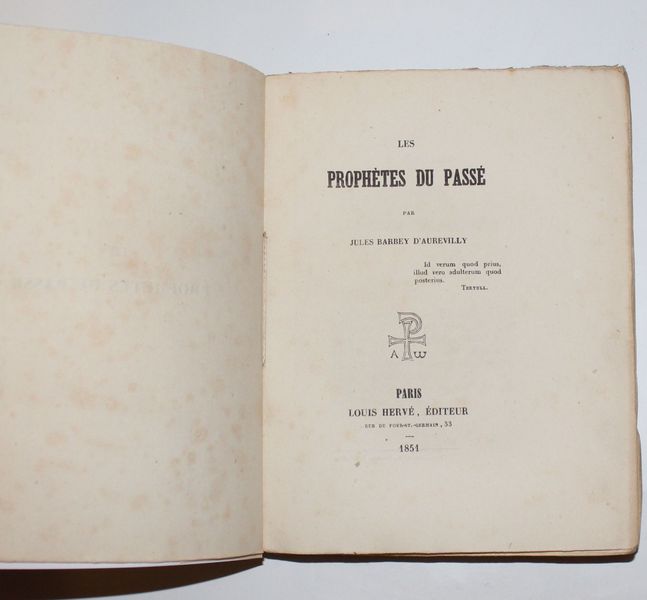 LES
PROPHÈTES DU PASSÉ
PAR
JULES BARBEY D'AUREVILLY
Id verum quod prius,
illud vero adulterum quod
posterius.
TERTULL.
A ω
PARIS
LOUIS HERVÉ, ÉDITEUR
RUE DU FOUR-ST.-GERMAIN, 33
1851